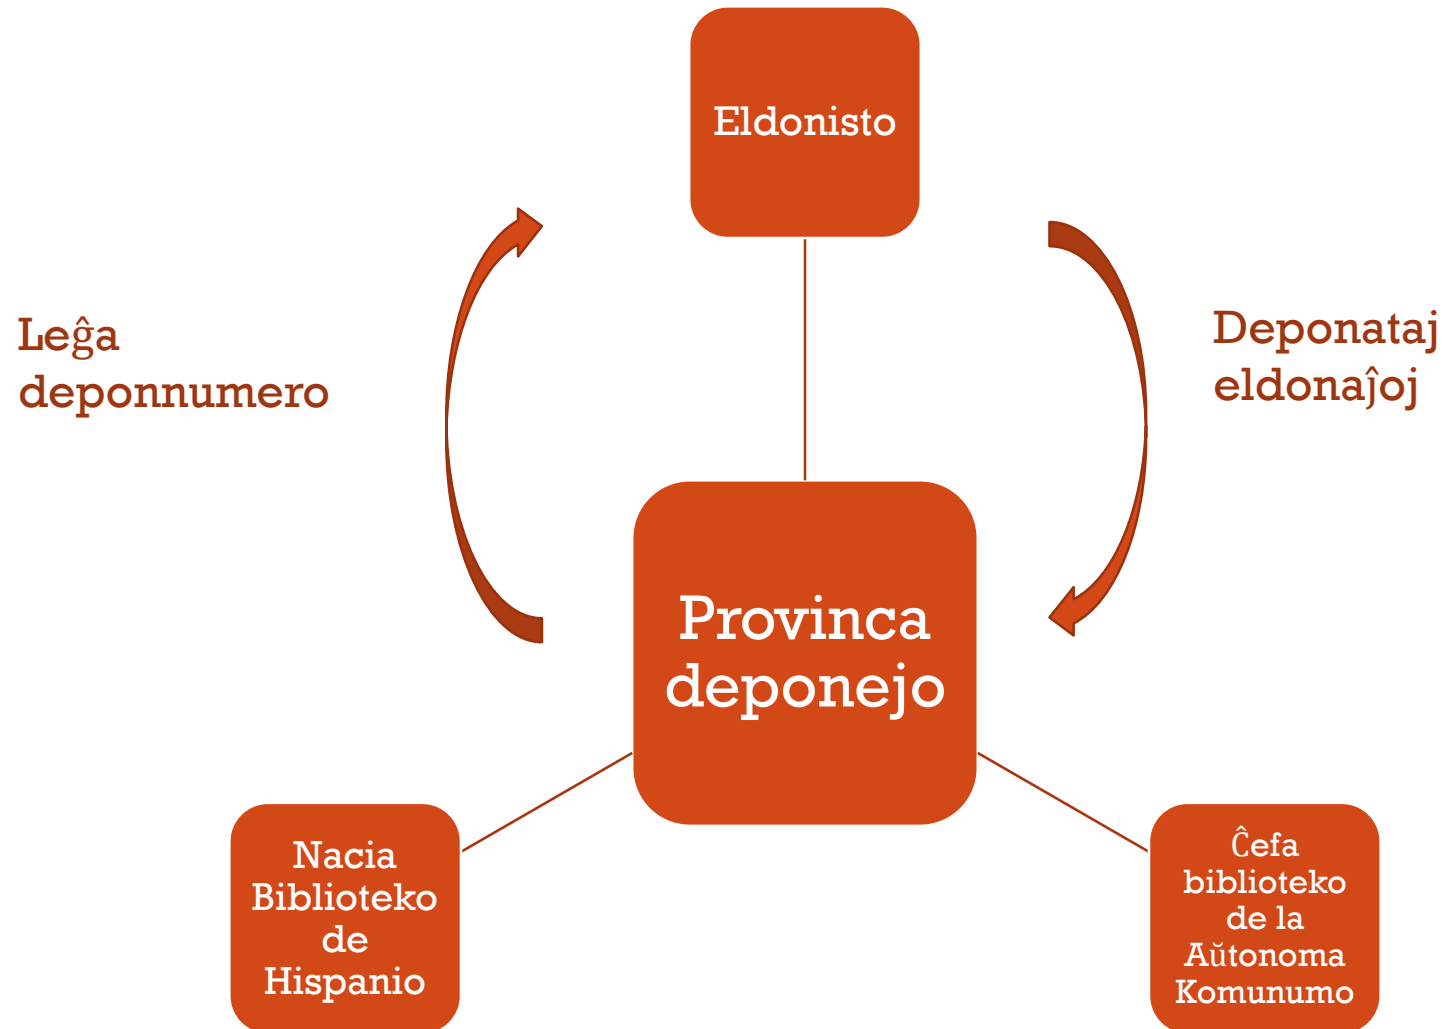 Eldonisto
Leĝa
deponnumero
Deponataj
eldonaĵoj
Provinca
deponejo
Nacia
Biblioteko
de
Hispanio
Ĉefa
biblioteko
de la
Aŭtonoma
Komunumo